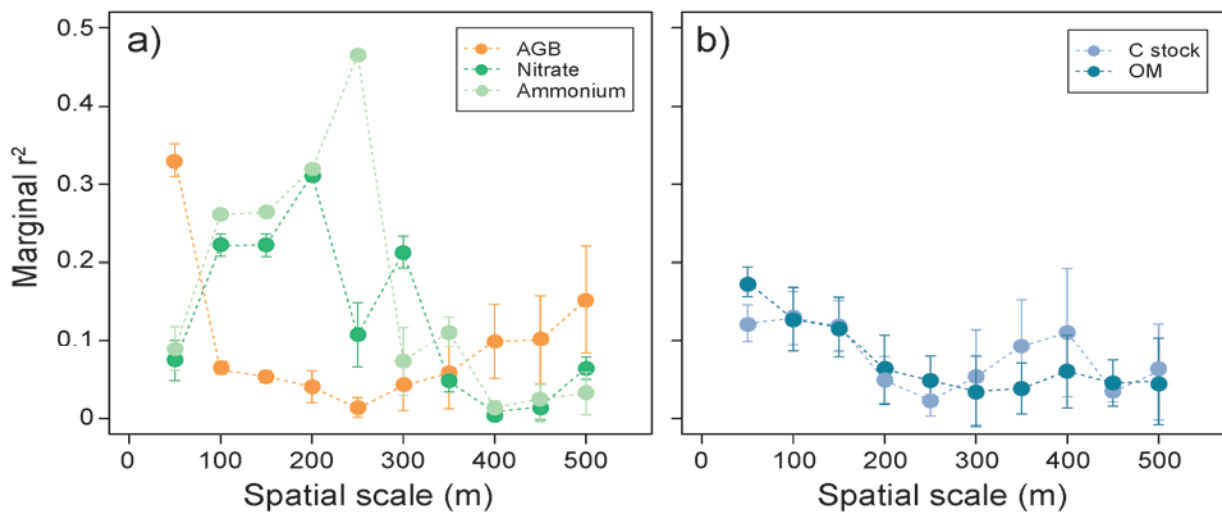 a)
AGB
Nitrate
Ammonium
0.5
0.4
0.3
0.2
0.1
0
Marginal r²
0 100 200 300 400 500
Spatial scale (m)
b)
C stock
OM
0 100 200 300 400 500
Spatial scale (m)